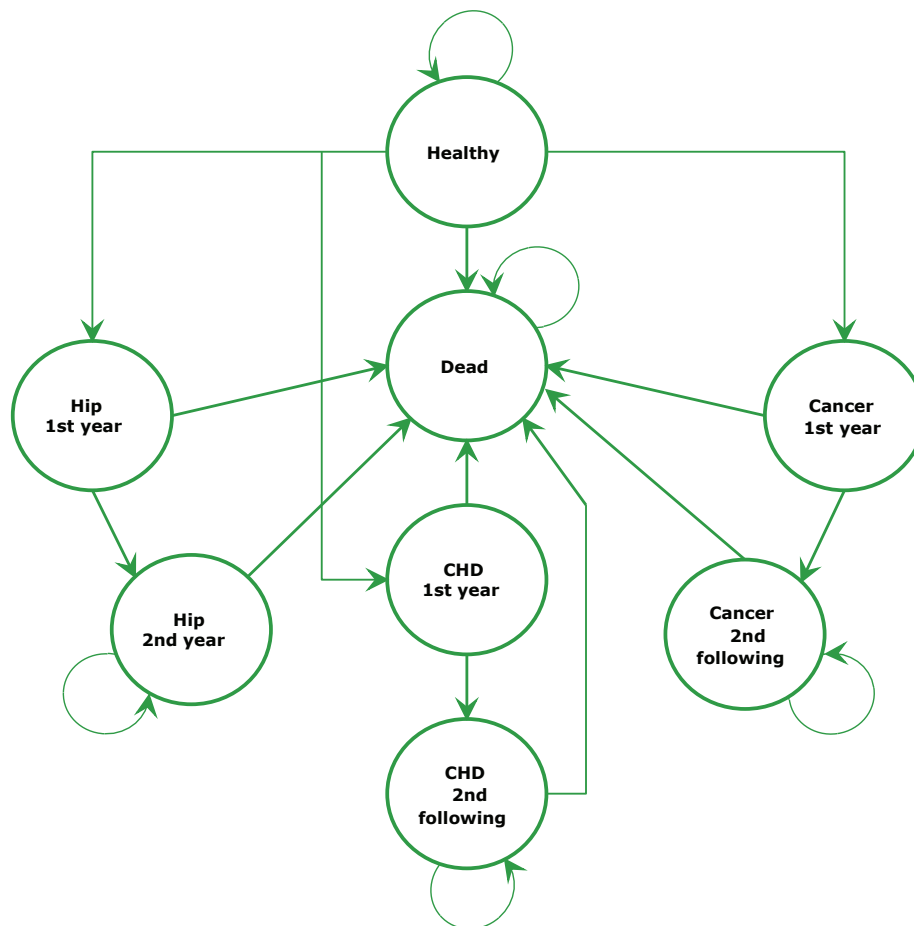 Healthy
Dead
Hip
1st year
Cancer
1st year
CHD
1st year
Hip
2nd year
Cancer
2nd
following
CHD
2nd
following